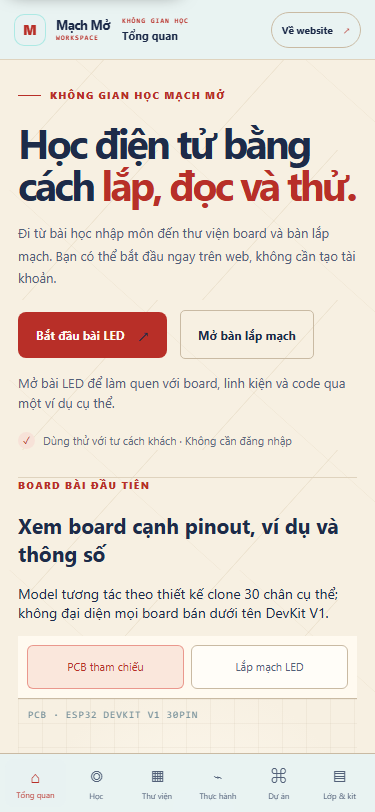 M
Mạch Mở
WORKSPACE
KHÔNG GIAN HỌC
Tổng quan
Về website ↗
KHÔNG GIAN HỌC MẠCH MỞ
Học điện tử bằng
cách lắp, đọc và thử.
Đi từ bài học nhập môn đến thư viện board và bàn lắp
mạch. Bạn có thể bắt đầu ngay trên web, không cần tạo tài
khoản.
Bắt đầu bài LED ↗
Mở bàn lắp mạch
Mở bài LED để làm quen với board, linh kiện và code qua
một ví dụ cụ thể.
✓ Dùng thử với tư cách khách · Không cần đăng nhập
BOARD BÀI ĐẦU TIÊN
Xem board cạnh pinout, ví dụ và
thông số
Model tương tác theo thiết kế clone 30 chân cụ thể;
không đại diện mọi board bán dưới tên DevKit V1.
PCB tham chiếu
Lắp mạch LED
PCB · ESP32 DEVKIT V1 30PIN
Tổng quan
Học
Thư viện
Thực hành
Dự án
Lớp & kit